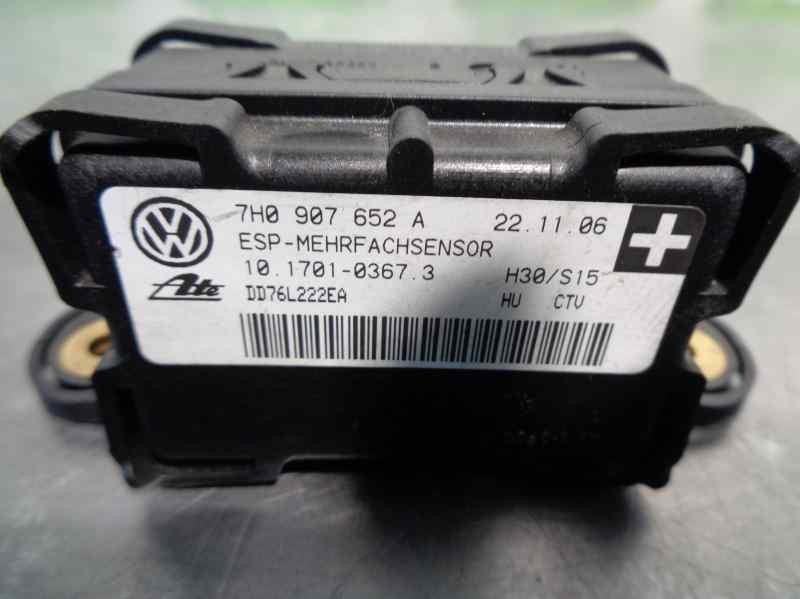 7H0 907 652 A 22.11.06
ESP-MEHRFACHSENSOR
10.1701-0367.3 H30/S15
Ate DD76L222EA HU CTV